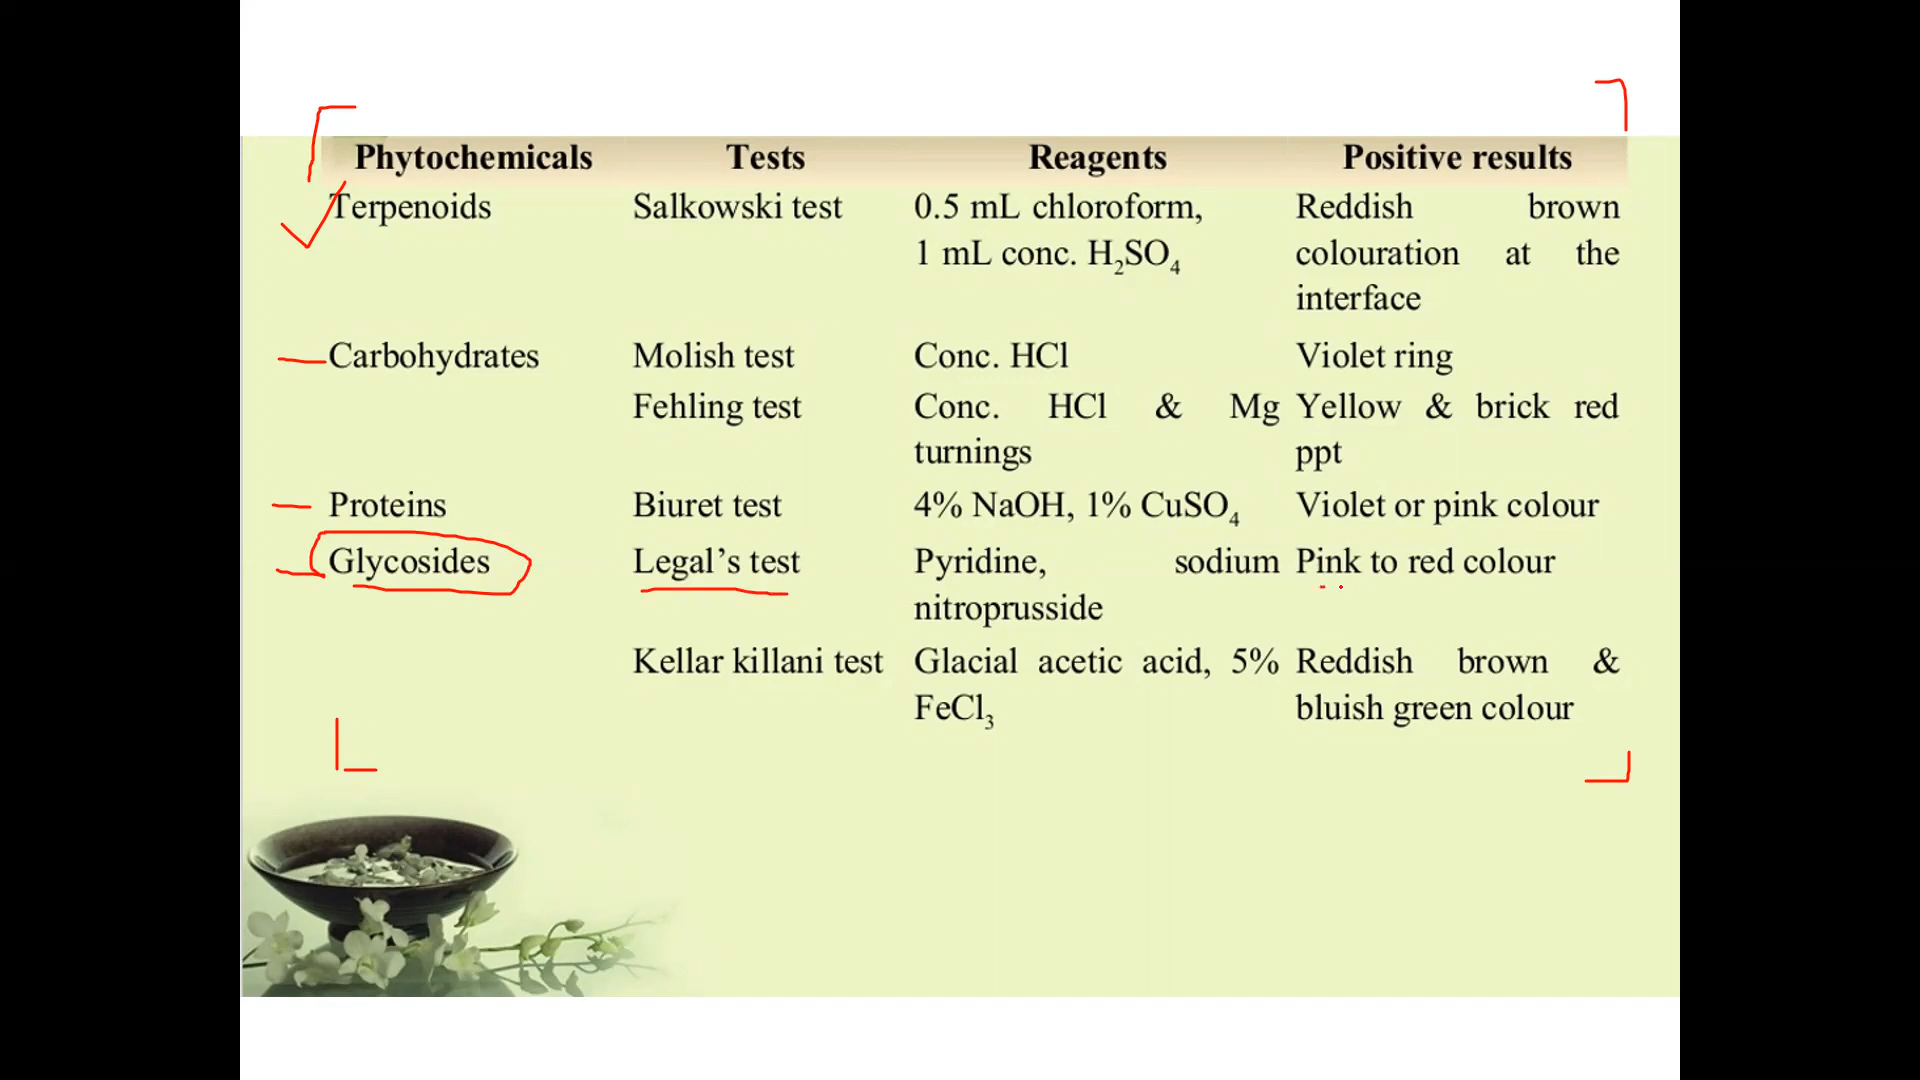 Phytochemicals Tests Reagents Positive results
Terpenoids Salkowski test 0.5 mL chloroform, Reddish brown
1 mL conc. H₂SO₄ colouration at the
interface
Carbohydrates Molish test Conc. HCl Violet ring
Fehling test Conc. HCl & Mg Yellow & brick red
turnings ppt
Proteins Biuret test 4% NaOH, 1% CuSO₄ Violet or pink colour
Glycosides Legal’s test Pyridine, sodium Pink to red colour
nitroprusside
Kellar killani test Glacial acetic acid, 5% Reddish brown &
FeCl₃ bluish green colour